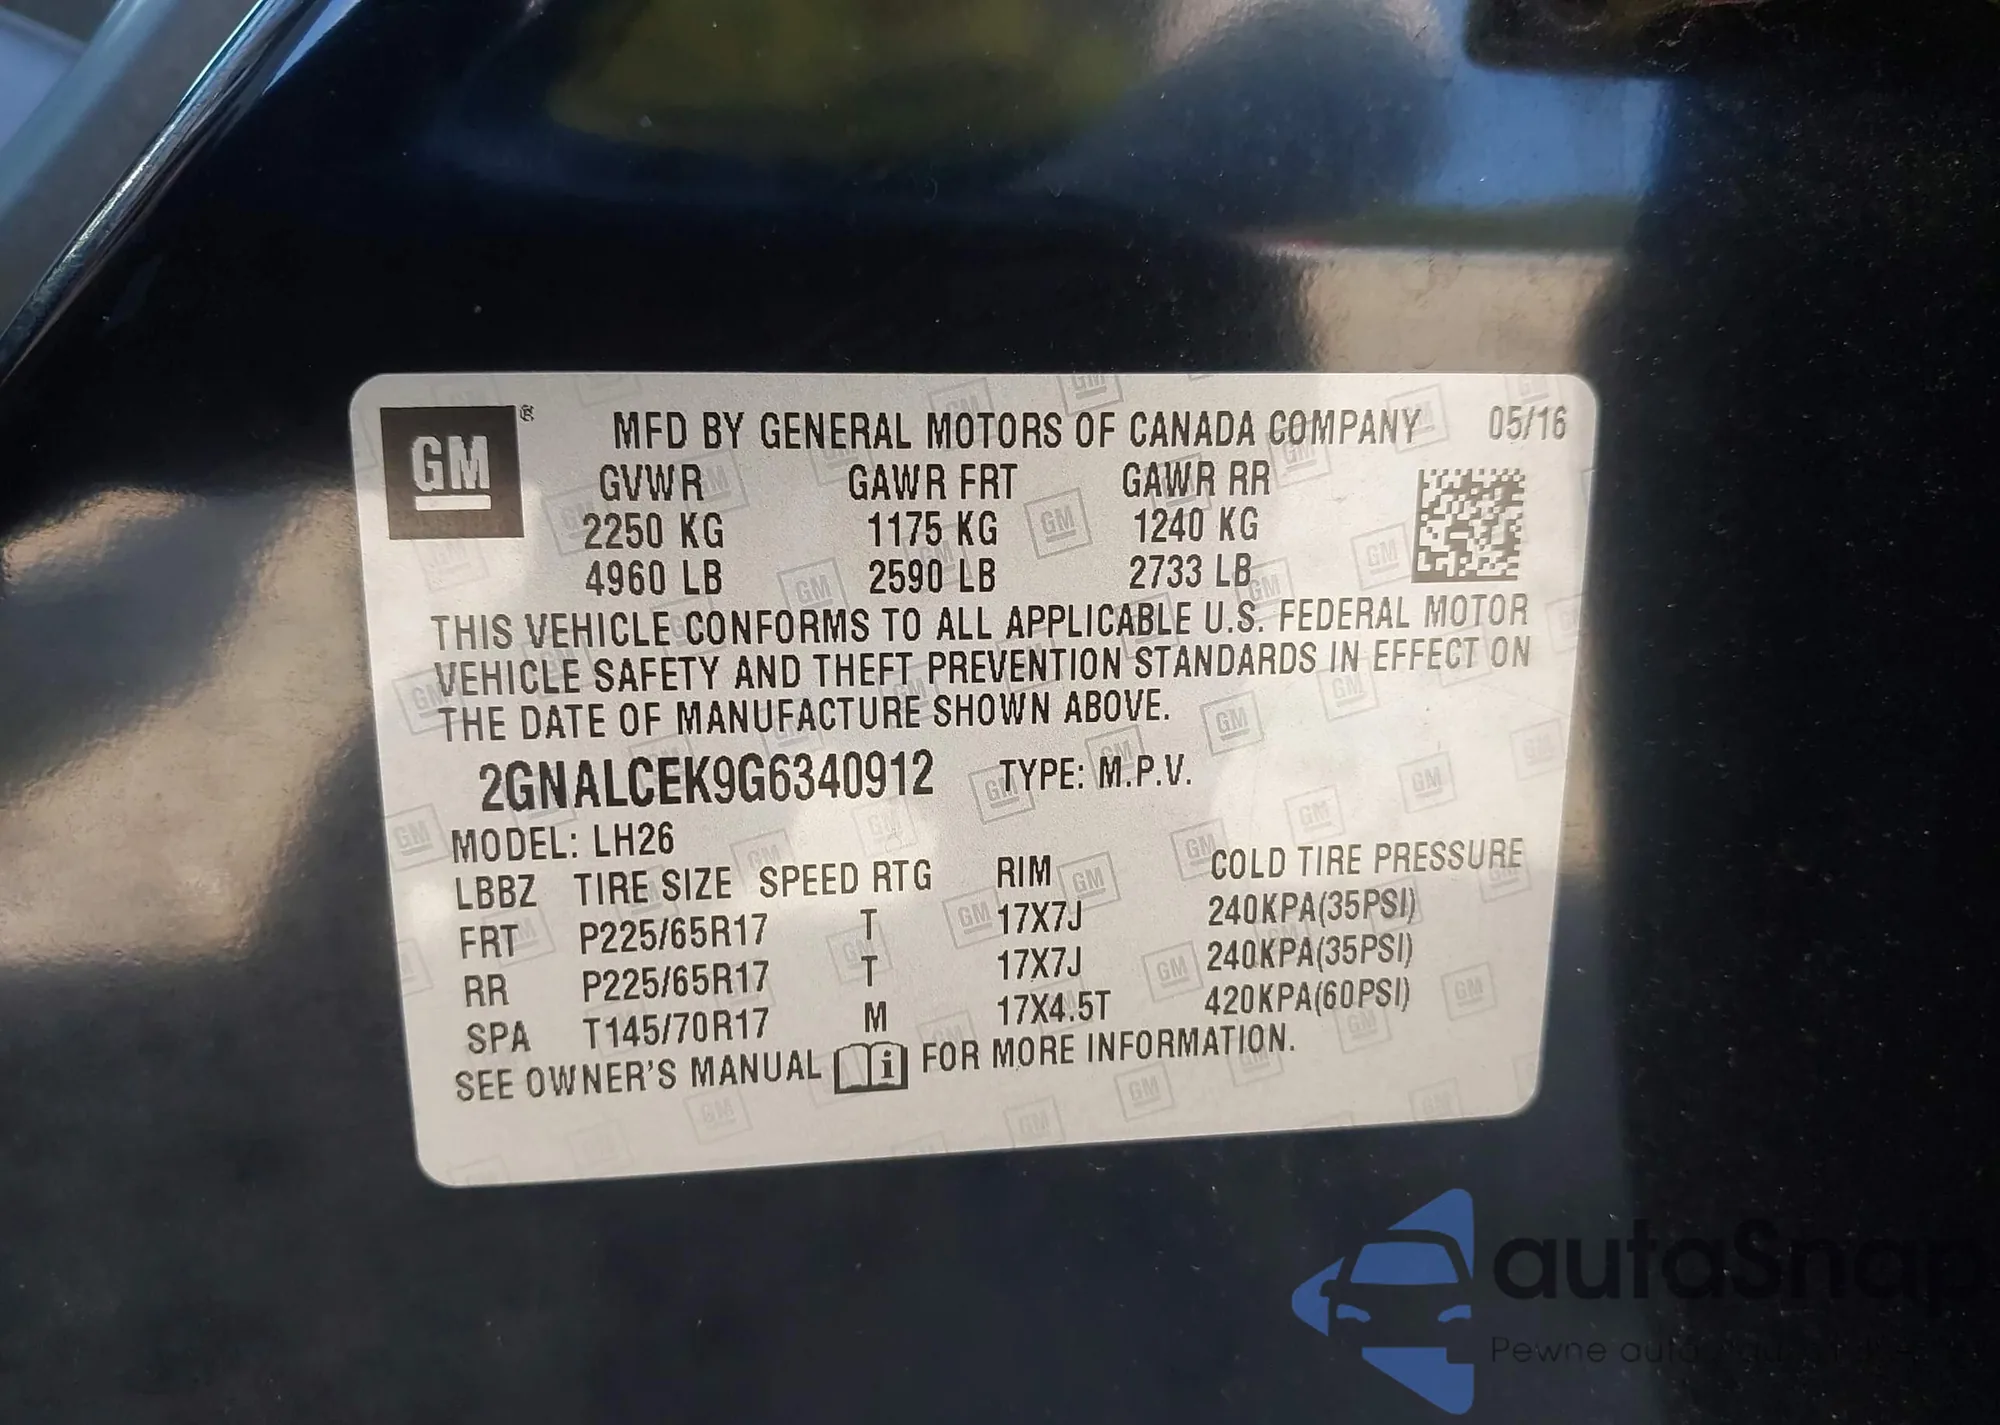 GM ®
MFD BY GENERAL MOTORS OF CANADA COMPANY 05/16
GVWR GAWR FRT GAWR RR
2250 KG 1175 KG 1240 KG
4960 LB 2590 LB 2733 LB
THIS VEHICLE CONFORMS TO ALL APPLICABLE U.S. FEDERAL MOTOR
VEHICLE SAFETY AND THEFT PREVENTION STANDARDS IN EFFECT ON
THE DATE OF MANUFACTURE SHOWN ABOVE.
2GNALCEK9G6340912 TYPE: M.P.V.
MODEL: LH26
LBBZ TIRE SIZE SPEED RTG RIM COLD TIRE PRESSURE
FRT P225/65R17 T 17X7J 240KPA(35PSI)
RR P225/65R17 T 17X7J 240KPA(35PSI)
SPA T145/70R17 M 17X4.5T 420KPA(60PSI)
SEE OWNER'S MANUAL i FOR MORE INFORMATION.
autaSnap
Pewne auto